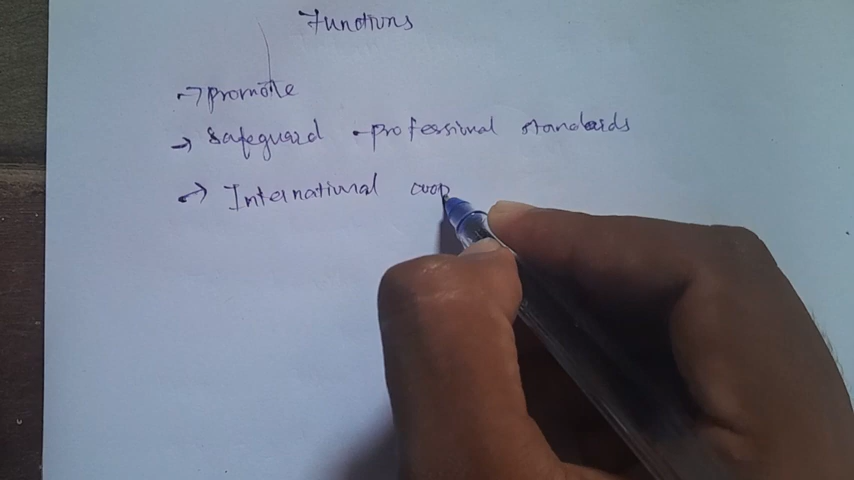 Functions
→ promote
→ safeguard - professional standards
→ International coop